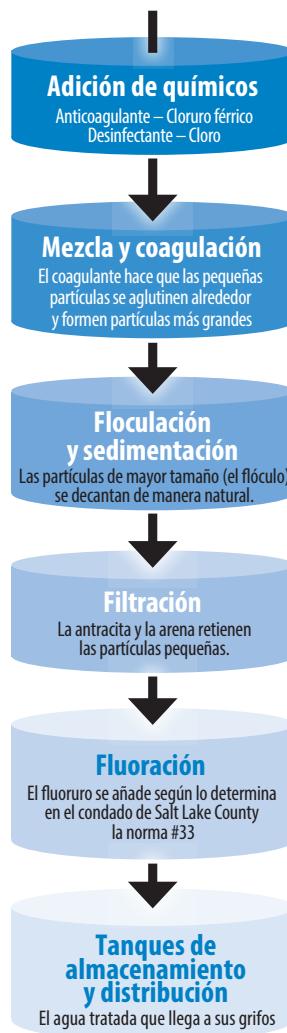 Adición de químicos
Anticoagulante – Cloruro férrico
Desinfectante – Cloro
Mezcla y coagulación
El coagulante hace que las pequeñas
partículas se aglutinen alrededor
y formen partículas más grandes
Floculación
y sedimentación
Las partículas de mayor tamaño (el flóculo)
se decantan de manera natural.
Filtración
La antracita y la arena retienen
las partículas pequeñas.
Fluoración
El fluoruro se añade según lo determina
en el condado de Salt Lake County
la norma #33
Tanques de
almacenamiento
y distribución
El agua tratada que llega a sus grifos